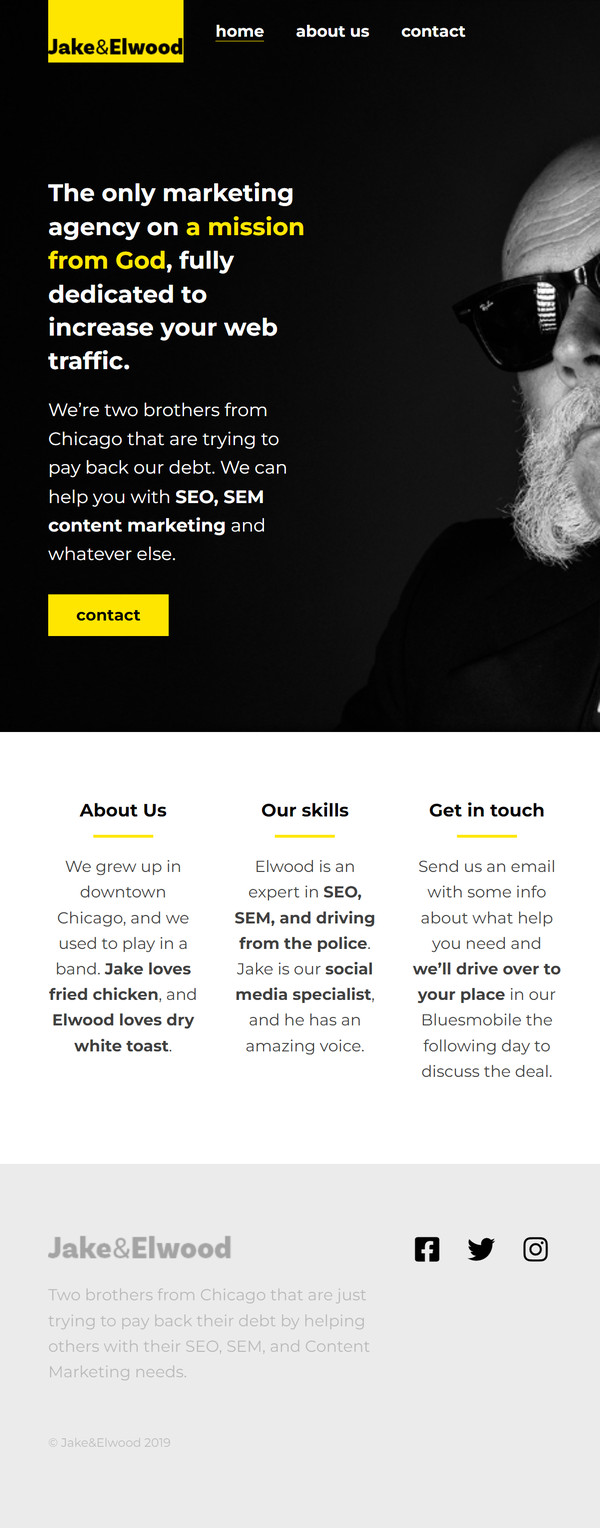 Jake&Elwood
home about us contact
The only marketing
agency on a mission
from God, fully
dedicated to
increase your web
traffic.
We’re two brothers from
Chicago that are trying to
pay back our debt. We can
help you with SEO, SEM
content marketing and
whatever else.
contact
About Us
We grew up in
downtown
Chicago, and we
used to play in a
band. Jake loves
fried chicken, and
Elwood loves dry
white toast.
Our skills
Elwood is an
expert in SEO,
SEM, and driving
from the police.
Jake is our social
media specialist,
and he has an
amazing voice.
Get in touch
Send us an email
with some info
about what help
you need and
we’ll drive over to
your place in our
Bluesmobile the
following day to
discuss the deal.
Jake&Elwood
Two brothers from Chicago that are just
trying to pay back their debt by helping
others with their SEO, SEM, and Content
Marketing needs.
© Jake&Elwood 2019